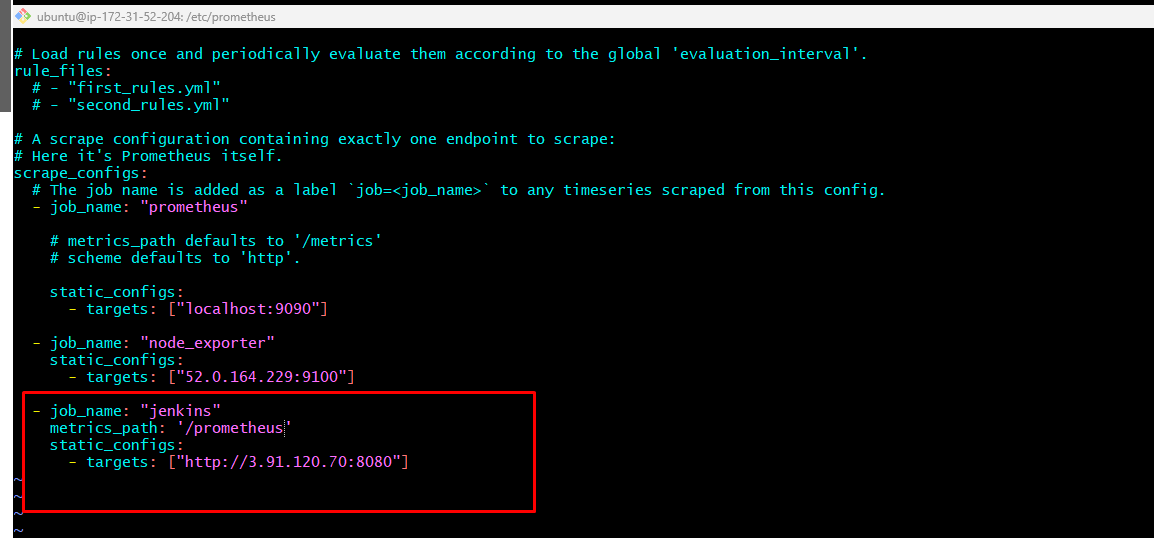 ubuntu@ip-172-31-52-204: /etc/prometheus
# Load rules once and periodically evaluate them according to the global 'evaluation_interval'.
rule_files:
  # - "first_rules.yml"
  # - "second_rules.yml"
# A scrape configuration containing exactly one endpoint to scrape:
# Here it's Prometheus itself.
scrape_configs:
  # The job name is added as a label `job=<job_name>` to any timeseries scraped from this config.
  - job_name: "prometheus"
    # metrics_path defaults to '/metrics'
    # scheme defaults to 'http'.
    static_configs:
      - targets: ["localhost:9090"]
  - job_name: "node_exporter"
    static_configs:
      - targets: ["52.0.164.229:9100"]
  - job_name: "jenkins"
    metrics_path: '/prometheus'
    static_configs:
      - targets: ["http://3.91.120.70:8080"]
~
~
~
~